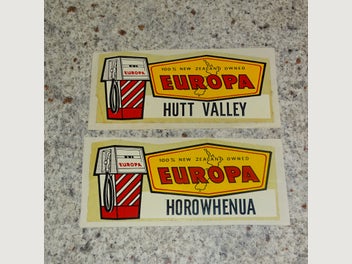 EUROPA
100% NEW ZEALAND OWNED
EUROPA
HUTT VALLEY
EUROPA
100% NEW ZEALAND OWNED
EUROPA
HOROWHENUA